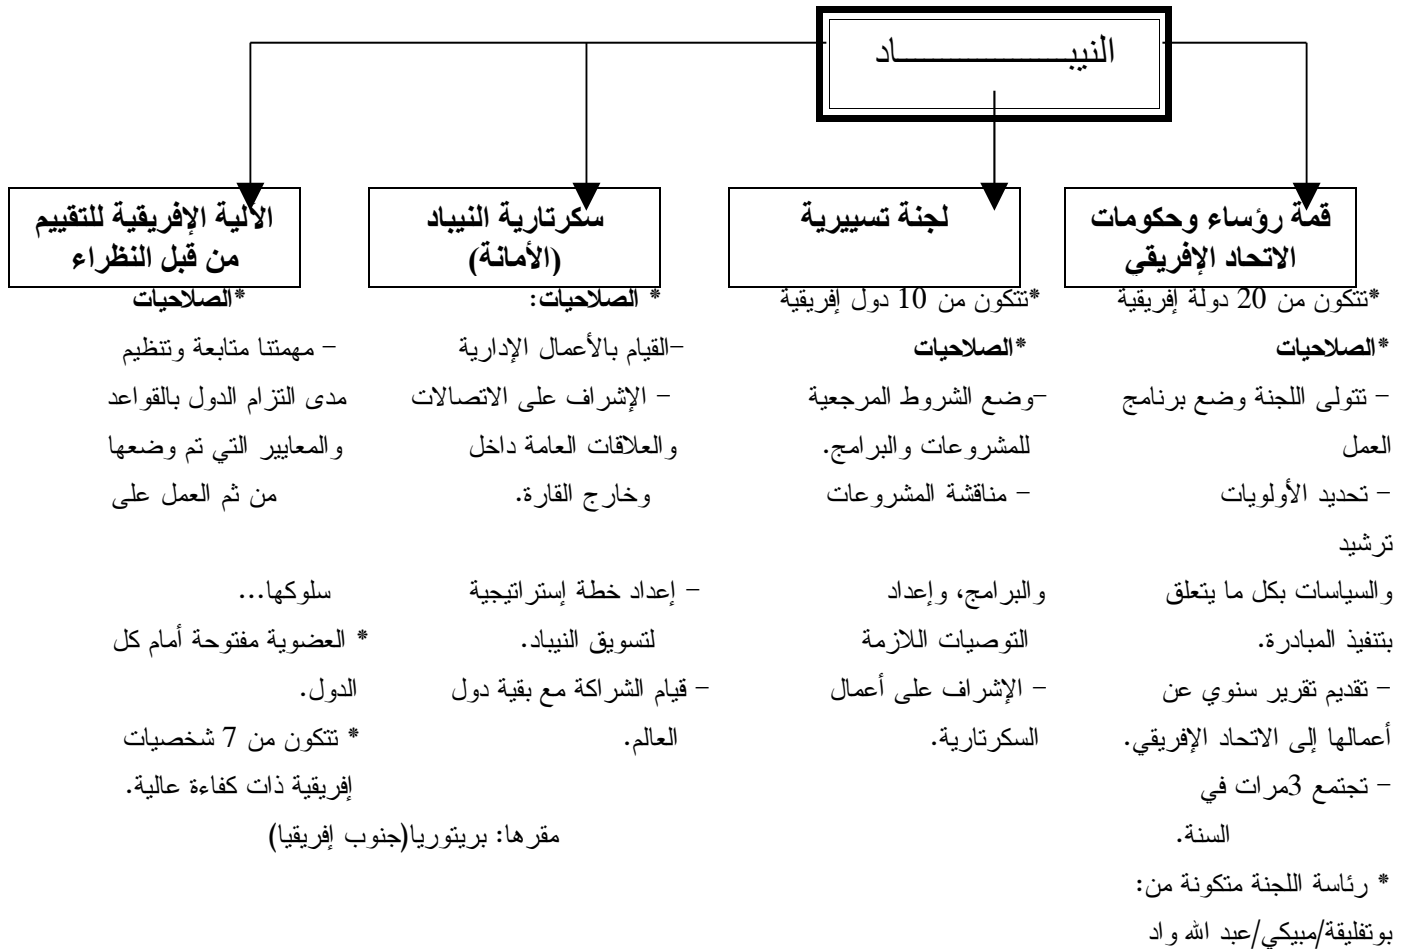 النيبــــــــــــــــاد
قمة رؤساء وحكومات
الاتحاد الإفريقي
*تتكون من 20 دولة إفريقية
*الصلاحيات
- تتولى اللجنة وضع برنامج
العمل
- تحديد الأولويات
ترشيد
والسياسات بكل ما يتعلق
بتنفيذ المبادرة.
- تقديم تقرير سنوي عن
أعمالها إلى الاتحاد الإفريقي.
- تجتمع 3مرات في
السنة.
* رئاسة اللجنة متكونة من:
بوتفليقة/مبيكي/عبد الله واد
لجنة تسييرية
*تتكون من 10 دول إفريقية
*الصلاحيات
-وضع الشروط المرجعية
للمشروعات والبرامج.
- مناقشة المشروعات
والبرامج، وإعداد
التوصيات اللازمة
- الإشراف على أعمال
السكرتارية.
سكرتارية النيباد
(الأمانة)
* الصلاحيات:
-القيام بالأعمال الإدارية
- الإشراف على الاتصالات
والعلاقات العامة داخل
وخارج القارة.
- إعداد خطة إستراتيجية
لتسويق النيباد.
- قيام الشراكة مع بقية دول
العالم.
مقرها: بريتوريا(جنوب إفريقيا)
الآلية الإفريقية للتقييم
من قبل النظراء
*الصلاحيات
- مهمتنا متابعة وتنظيم
مدى التزام الدول بالقواعد
والمعايير التي تم وضعها
من ثم العمل على
سلوكها...
* العضوية مفتوحة أمام كل
الدول.
* تتكون من 7 شخصيات
إفريقية ذات كفاءة عالية.